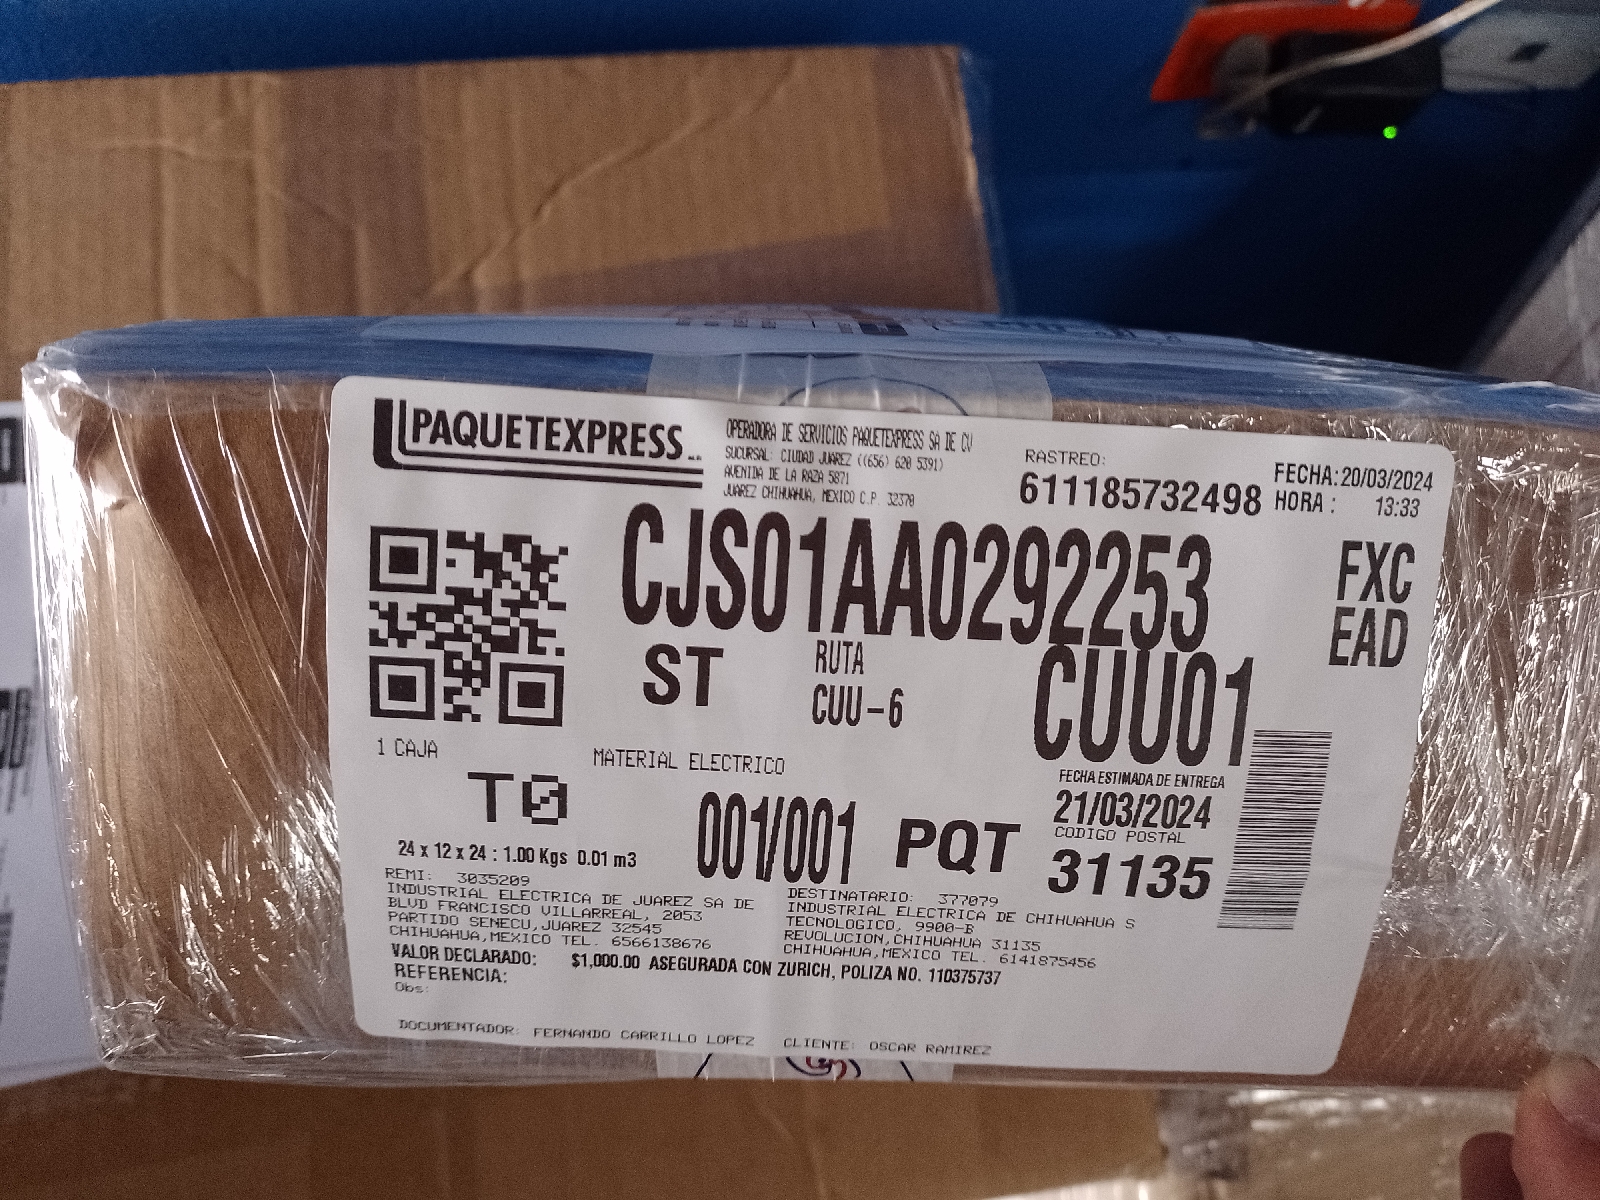 PAQUETEXPRESS
OPERADORA DE SERVICIOS PAQUETEXPRESS SA DE CV
SUCURSAL: CIUDAD JUAREZ ((656) 620 5391)
AVENIDA DE LA RAZA 5871
JUAREZ CHIHUAHUA, MEXICO C.P. 32370
RASTREO:
611185732498
FECHA:20/03/2024
HORA : 13:33
CJS01AA0292253
FXC
EAD
ST
RUTA
CUU-6
CUU01
1 CAJA
MATERIAL ELECTRICO
T0
001/001
PQT
FECHA ESTIMADA DE ENTREGA
21/03/2024
CODIGO POSTAL
31135
24 x 12 x 24 : 1.00 Kgs 0.01 m3
REMI: 3035209
INDUSTRIAL ELECTRICA DE JUAREZ SA DE
BLVD FRANCISCO VILLARREAL, 2053
PARTIDO SENECU,JUAREZ 32545
CHIHUAHUA,MEXICO TEL. 6566138676
DESTINATARIO: 377079
INDUSTRIAL ELECTRICA DE CHIHUAHUA S
TECNOLOGICO, 9900-B
REVOLUCION,CHIHUAHUA 31135
CHIHUAHUA,MEXICO TEL. 6141875456
VALOR DECLARADO: $1,000.00 ASEGURADA CON ZURICH, POLIZA NO. 110375737
REFERENCIA:
Obs:
DOCUMENTADOR: FERNANDO CARRILLO LOPEZ CLIENTE: OSCAR RAMIREZ